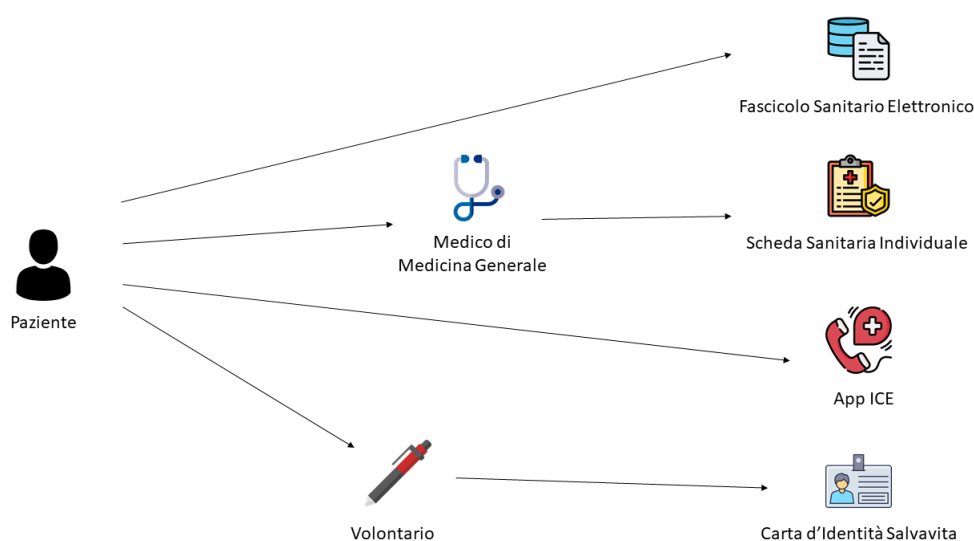 Fascicolo Sanitario Elettronico
Medico di
Medicina Generale
Scheda Sanitaria Individuale
Paziente
App ICE
Volontario
Carta d'Identità Salvavita